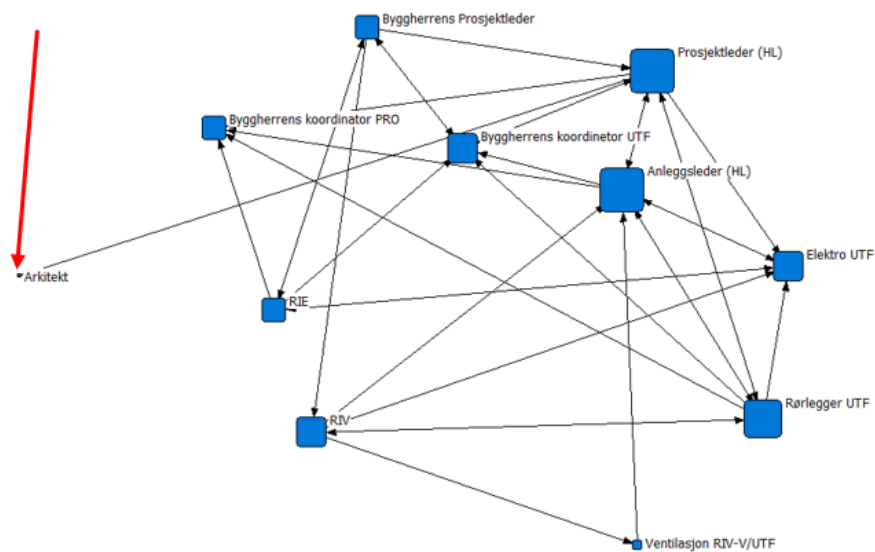 Byggherrens Prosjektleder
Prosjektleder (HL)
Byggherrens koordinator PRO
Byggherrens koordinetor UTF
Anleggsleder (HL)
Elektro UTF
Arkitekt
RIE
Rørlegger UTF
RIV
Ventilasjon RIV-V/UTF